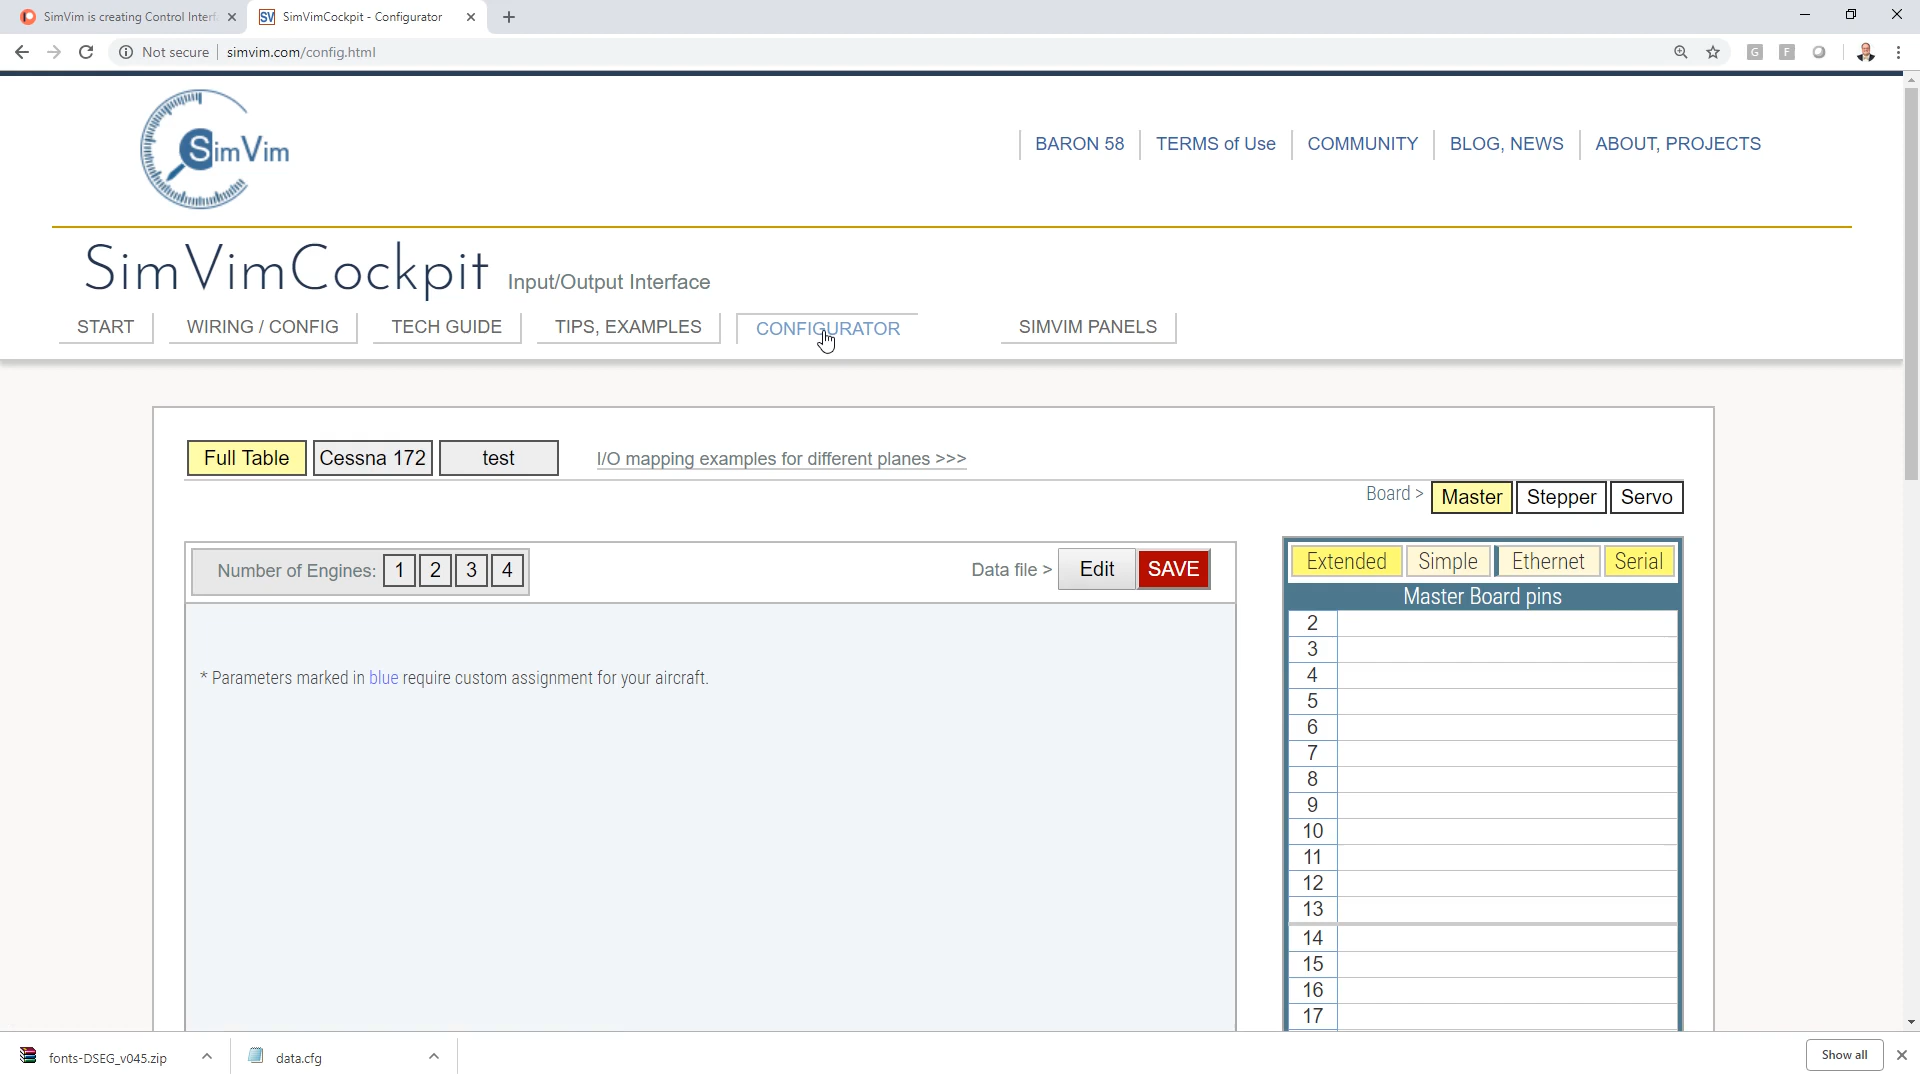 SimVim is creating Control Interf
SimVimCockpit - Configurator
Not secure
simvim.com/config.html
SimVim
BARON 58
TERMS of Use
COMMUNITY
BLOG, NEWS
ABOUT, PROJECTS
SimVimCockpit Input/Output Interface
START
WIRING / CONFIG
TECH GUIDE
TIPS, EXAMPLES
CONFIGURATOR
SIMVIM PANELS
Full Table
Cessna 172
test
I/O mapping examples for different planes >>>
Board >
Master
Stepper
Servo
Number of Engines:
1
2
3
4
Data file >
Edit
SAVE
Extended
Simple
Ethernet
Serial
Master Board pins
* Parameters marked in blue require custom assignment for your aircraft.
2
3
4
5
6
7
8
9
10
11
12
13
14
15
16
17
fonts-DSEG_v045.zip
data.cfg
Show all